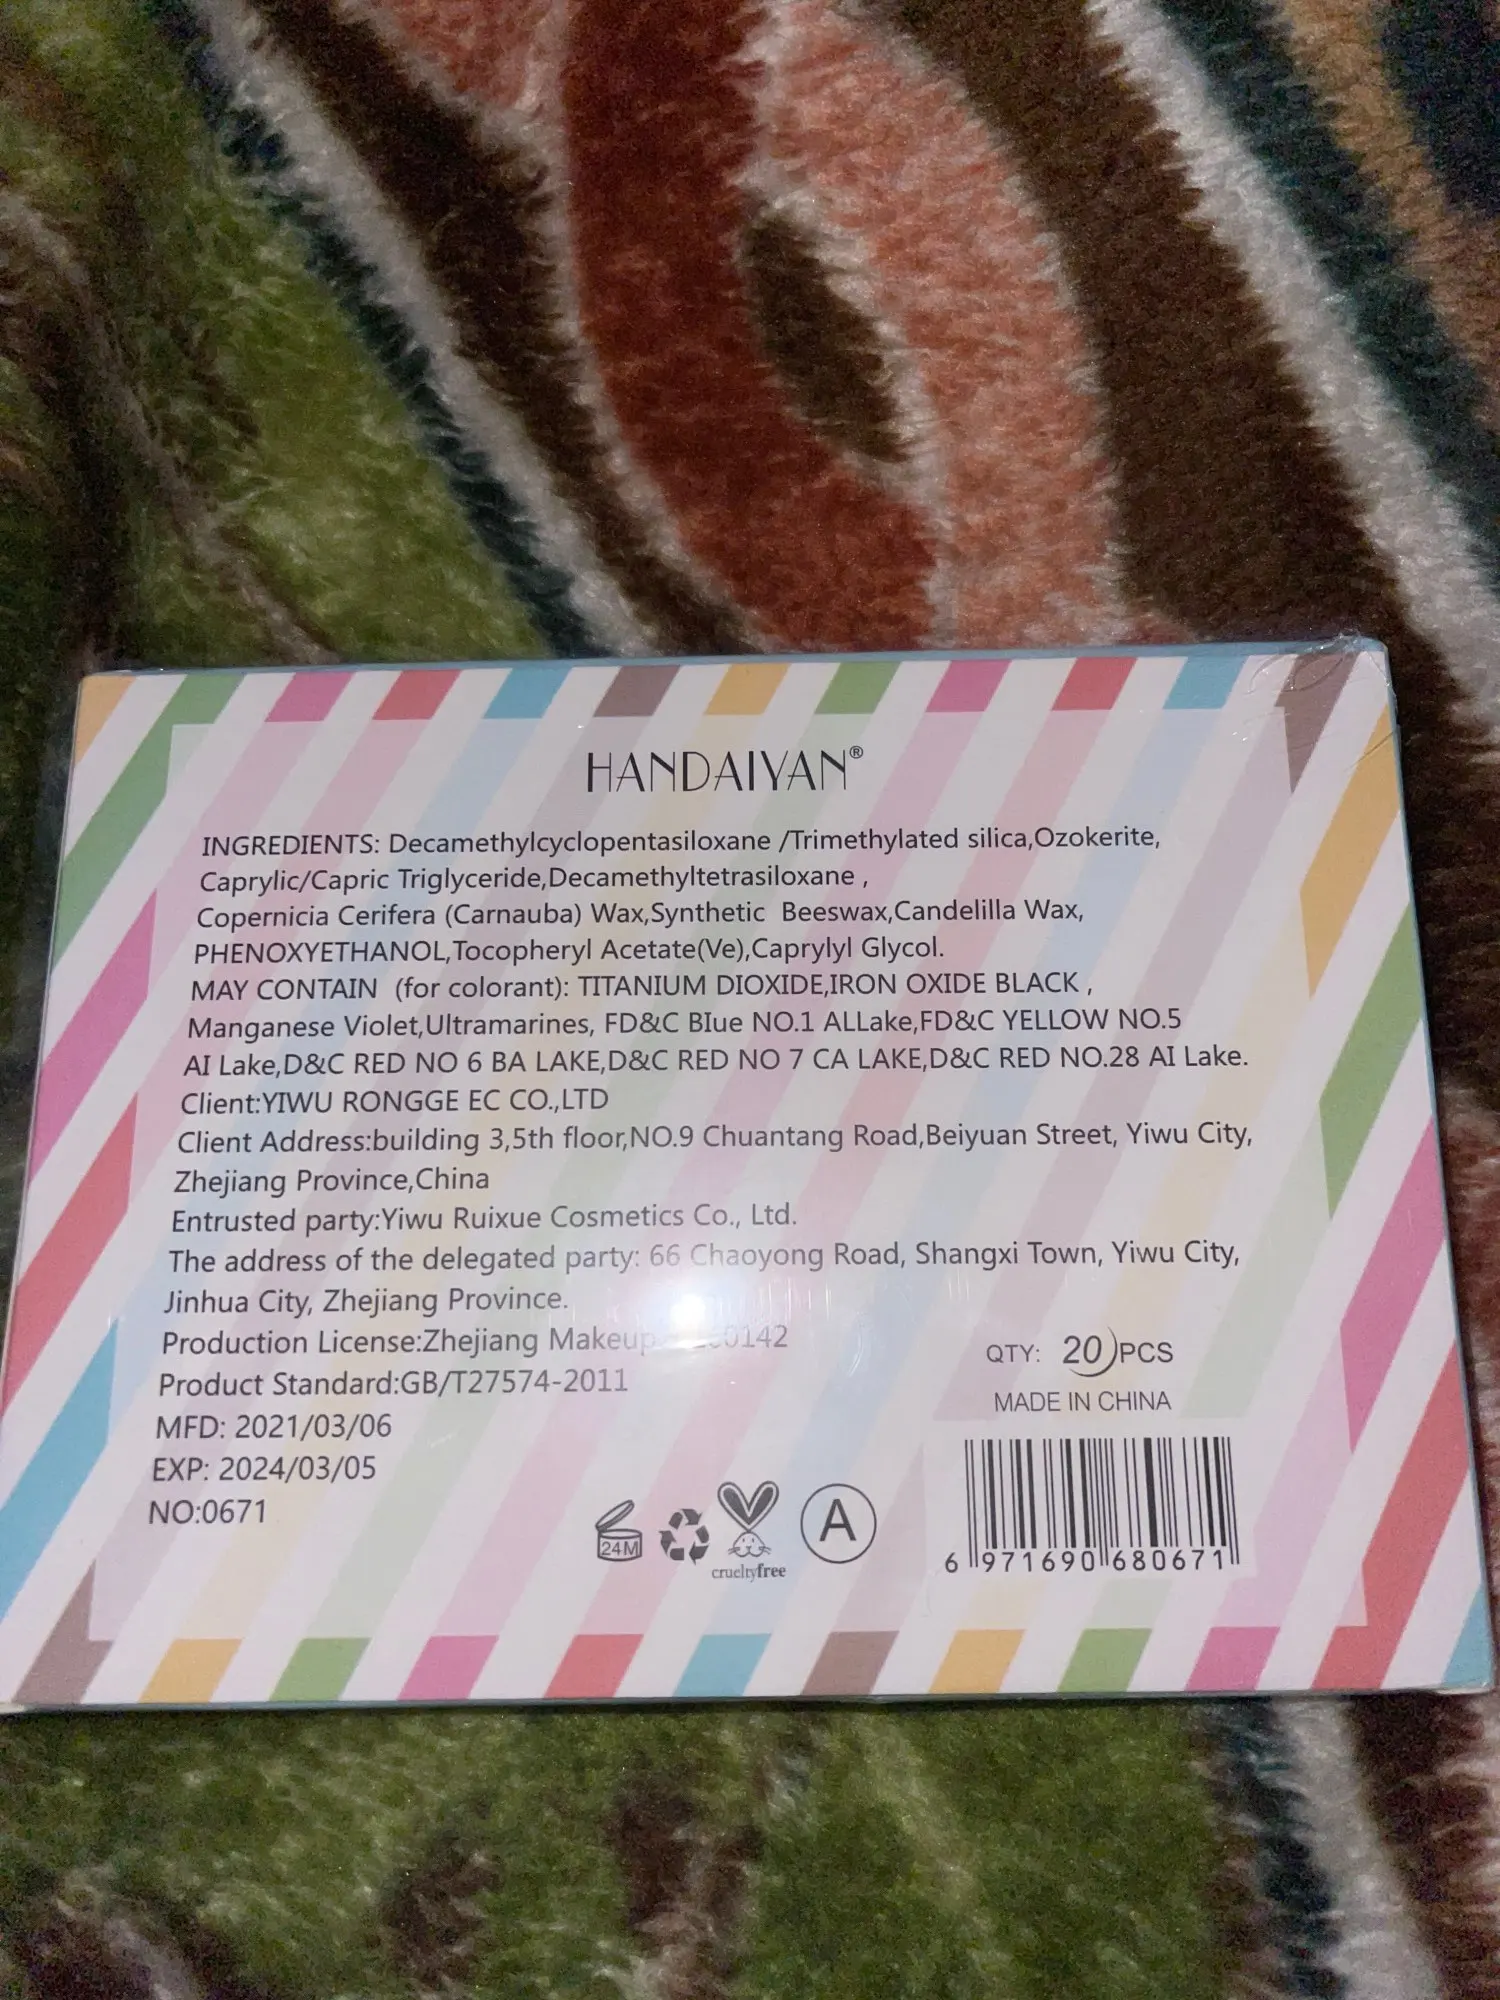 HANDAIYAN®
INGREDIENTS: Decamethylcyclopentasiloxane /Trimethylated silica,Ozokerite,
Caprylic/Capric Triglyceride,Decamethyltetrasiloxane ,
Copernicia Cerifera (Carnauba) Wax,Synthetic Beeswax,Candelilla Wax,
PHENOXYETHANOL,Tocopheryl Acetate(Ve),Caprylyl Glycol.
MAY CONTAIN (for colorant): TITANIUM DIOXIDE,IRON OXIDE BLACK ,
Manganese Violet,Ultramarines, FD&C BIue NO.1 ALLake,FD&C YELLOW NO.5
AI Lake,D&C RED NO 6 BA LAKE,D&C RED NO 7 CA LAKE,D&C RED NO.28 AI Lake.
Client:YIWU RONGGE EC CO.,LTD
Client Address:building 3,5th floor,NO.9 Chuantang Road,Beiyuan Street, Yiwu City,
Zhejiang Province,China
Entrusted party:Yiwu Ruixue Cosmetics Co., Ltd.
The address of the delegated party: 66 Chaoyong Road, Shangxi Town, Yiwu City,
Jinhua City, Zhejiang Province.
Production License:Zhejiang Makeup
Product Standard:GB/T27574-2011
MFD: 2021/03/06
EXP: 2024/03/05
NO:0671
24M
crueltyfree
A
QTY: 20)PCS
MADE IN CHINA
6 971690 680671